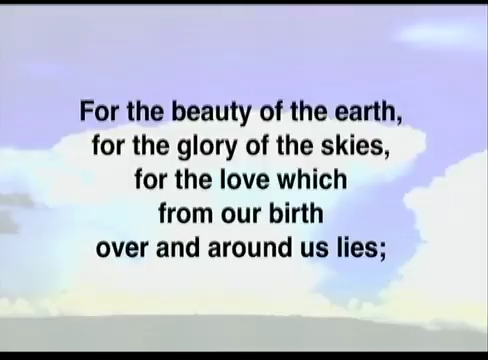 For the beauty of the earth,
for the glory of the skies,
for the love which
from our birth
over and around us lies;